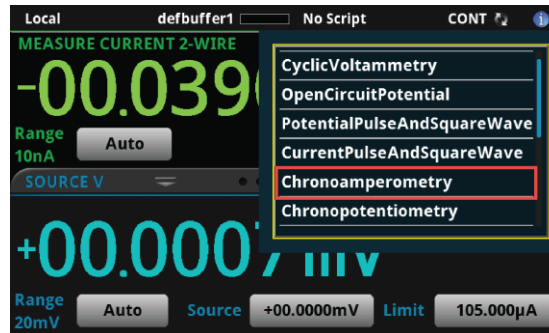 Local defbuffer1 No Script CONT
MEASURE CURRENT 2-WIRE
-00.0390
Range Auto
10nA
CyclicVoltammetry
OpenCircuitPotential
PotentialPulseAndSquareWave
CurrentPulseAndSquareWave
Chronoamperometry
Chronopotentiometry
SOURCE V
+00.0007 mV
Range Auto Source +00.0000mV Limit 105.000µA
20mV